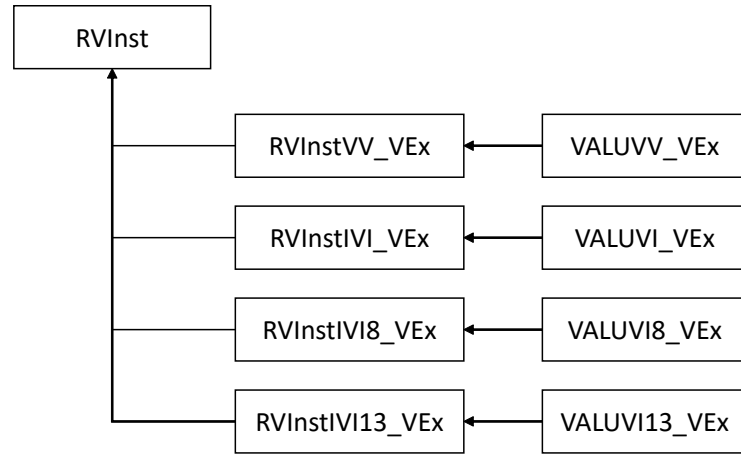 RVInst
RVInstVV_VEx
VALUVV_VEx
RVInstIVI_VEx
VALUVI_VEx
RVInstIVI8_VEx
VALUVI8_VEx
RVInstIVI13_VEx
VALUVI13_VEx